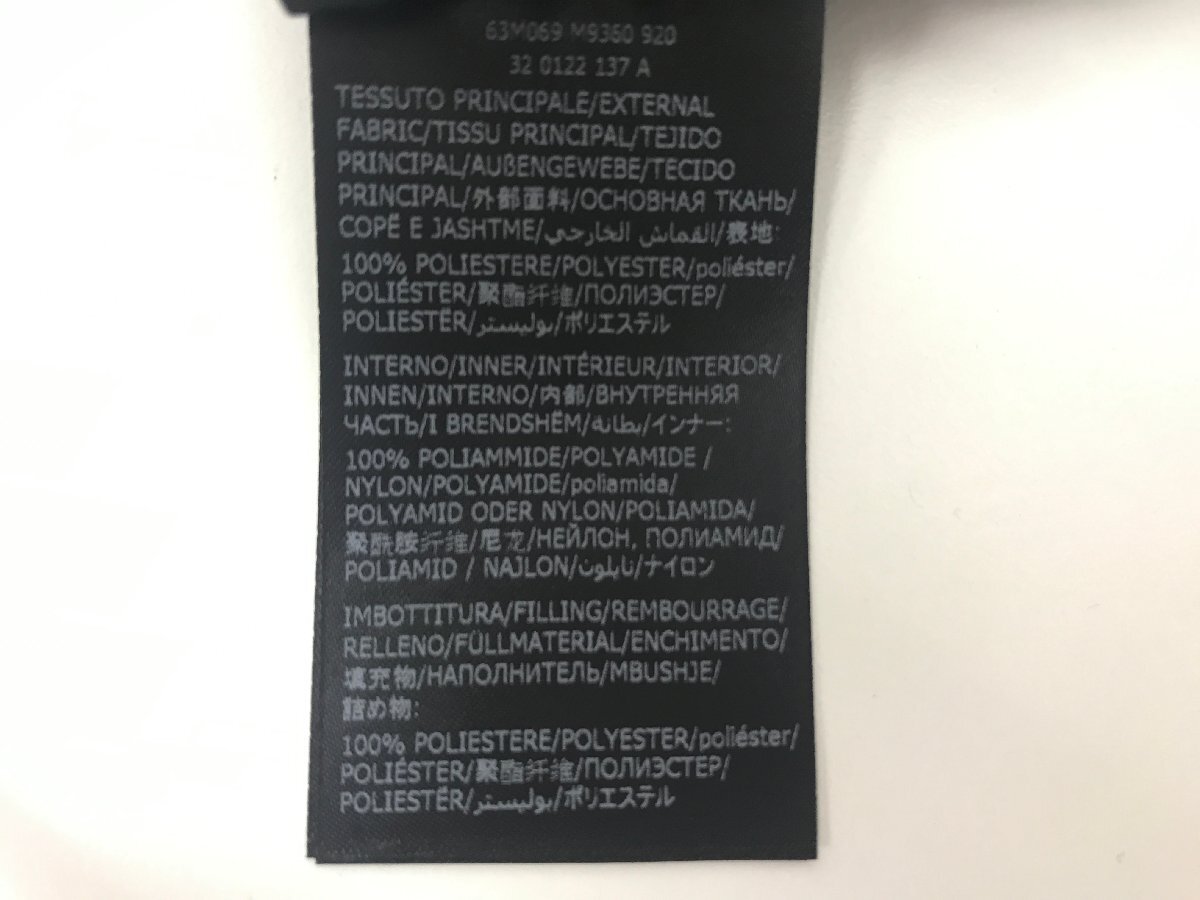 63M069 M9360 920
32 0122 137 A
TESSUTO PRINCIPALE/EXTERNAL
FABRIC/TISSU PRINCIPAL/TEJIDO
PRINCIPAL/AUßENGEWEBE/TECIDO
PRINCIPAL/外部面料/ОСНОВНАЯ ТКАНЬ/
COPË E JASHTME/القماش الخارجي/表地:
100% POLIESTERE/POLYESTER/poliéster/
POLIÉSTER/聚酯纤维/ПОЛИЭСТЕР/
POLIESTËR/بوليستر/ポリエステル
INTERNO/INNER/INTÉRIEUR/INTERIOR/
INNEN/INTERNO/内部/ВНУТРЕННЯЯ
ЧАСТЬ/I BRENDSHËM/بطانه/インナー:
100% POLIAMMIDE/POLYAMIDE /
NYLON/POLYAMIDE/poliamida/
POLYAMID ODER NYLON/POLIAMIDA/
聚酰胺纤维/尼龙/НЕЙЛОН, ПОЛИАМИД/
POLIAMID / NAJLON/نايلون/ナイロン
IMBOTTITURA/FILLING/REMBOURRAGE/
RELLENO/FÜLLMATERIAL/ENCHIMENTO/
填充物/НАПОЛНИТЕЛЬ/MBUSHJE/
詰め物:
100% POLIESTERE/POLYESTER/poliéster/
POLIÉSTER/聚酯纤维/ПОЛИЭСТЕР/
POLIESTËR/بوليستر/ポリエステル